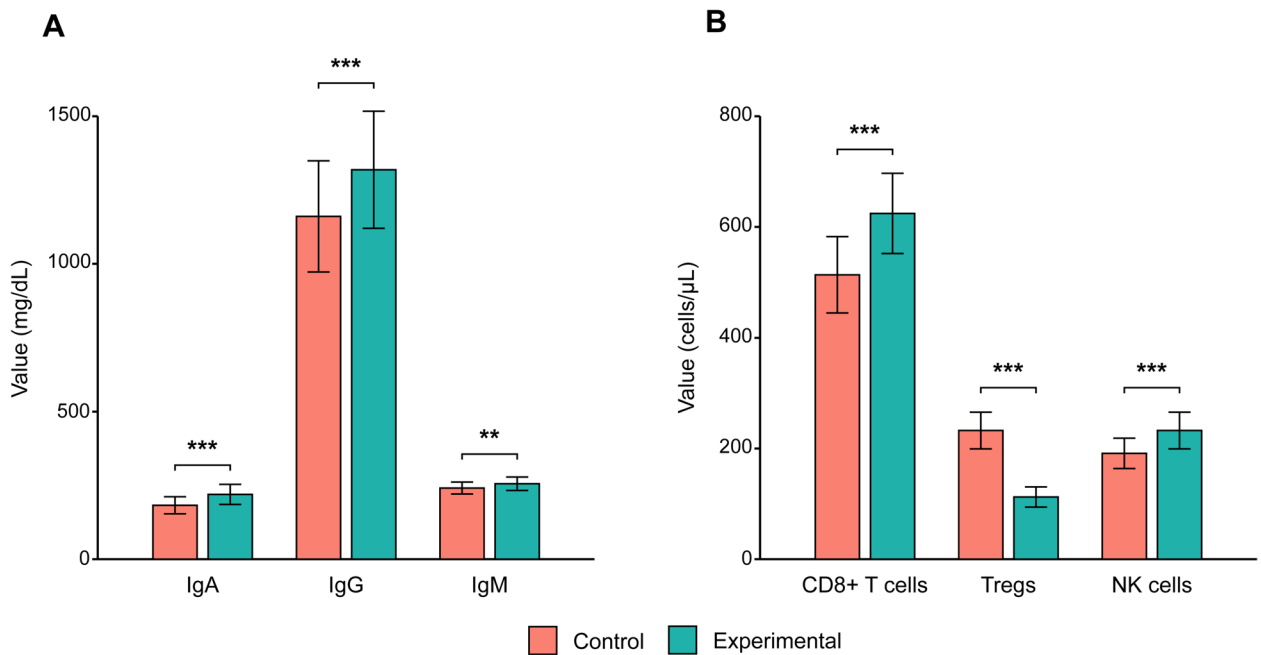 A
Value (mg/dL)
1500
1000
500
0
***
***
**
IgA
IgG
IgM
B
Value (cells/µL)
800
600
400
200
0
***
***
***
CD8+ T cells
Tregs
NK cells
Control
Experimental